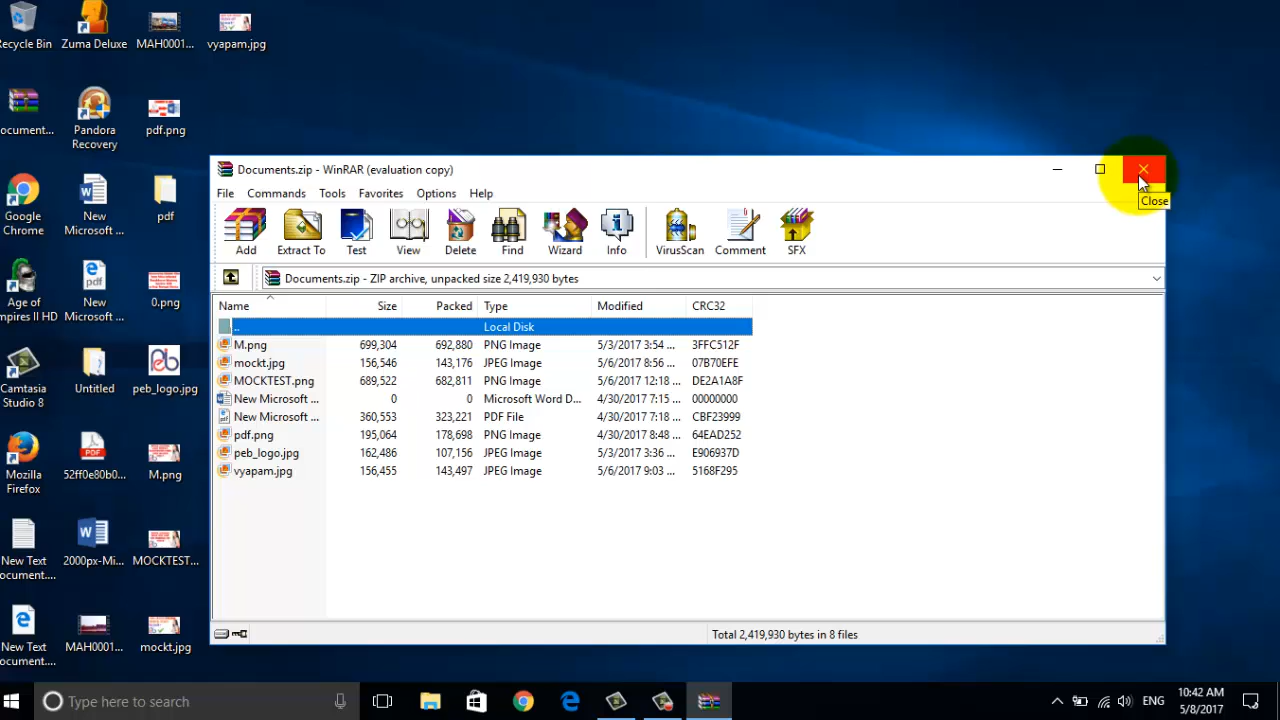 Recycle Bin
Zuma Deluxe
MAH0001...
vyapam.jpg
ocument...
Pandora
Recovery
pdf.png
Google
Chrome
New
Microsoft ...
pdf
Age of
mpires II HD
New
Microsoft ...
0.png
Camtasia
Studio 8
Untitled
peb_logo.jpg
Mozilla
Firefox
PDF
52ff0e80b0...
M.png
New Text
ocument....
2000px-Mi...
MOCKTEST...
New Text
ocument....
MAH0001...
mockt.jpg
Documents.zip - WinRAR (evaluation copy)
Close
File Commands Tools Favorites Options Help
Add Extract To Test View Delete Find Wizard Info VirusScan Comment SFX
Documents.zip - ZIP archive, unpacked size 2,419,930 bytes
Name Size Packed Type Modified CRC32
.. Local Disk
M.png 699,304 692,880 PNG Image 5/3/2017 3:54 ... 3FFC512F
mockt.jpg 156,546 143,176 JPEG Image 5/6/2017 8:56 ... 07B70EFE
MOCKTEST.png 689,522 682,811 PNG Image 5/6/2017 12:18 ... DE2A1A8F
New Microsoft ... 0 0 Microsoft Word D... 4/30/2017 7:15 ... 00000000
New Microsoft ... 360,553 323,221 PDF File 4/30/2017 7:18 ... CBF23999
pdf.png 195,064 178,698 PNG Image 4/30/2017 8:48 ... 64EAD252
peb_logo.jpg 162,486 107,156 JPEG Image 5/3/2017 3:36 ... E906937D
vyapam.jpg 156,455 143,497 JPEG Image 5/6/2017 9:03 ... 5168F295
Total 2,419,930 bytes in 8 files
Type here to search
ENG
10:42 AM
5/8/2017